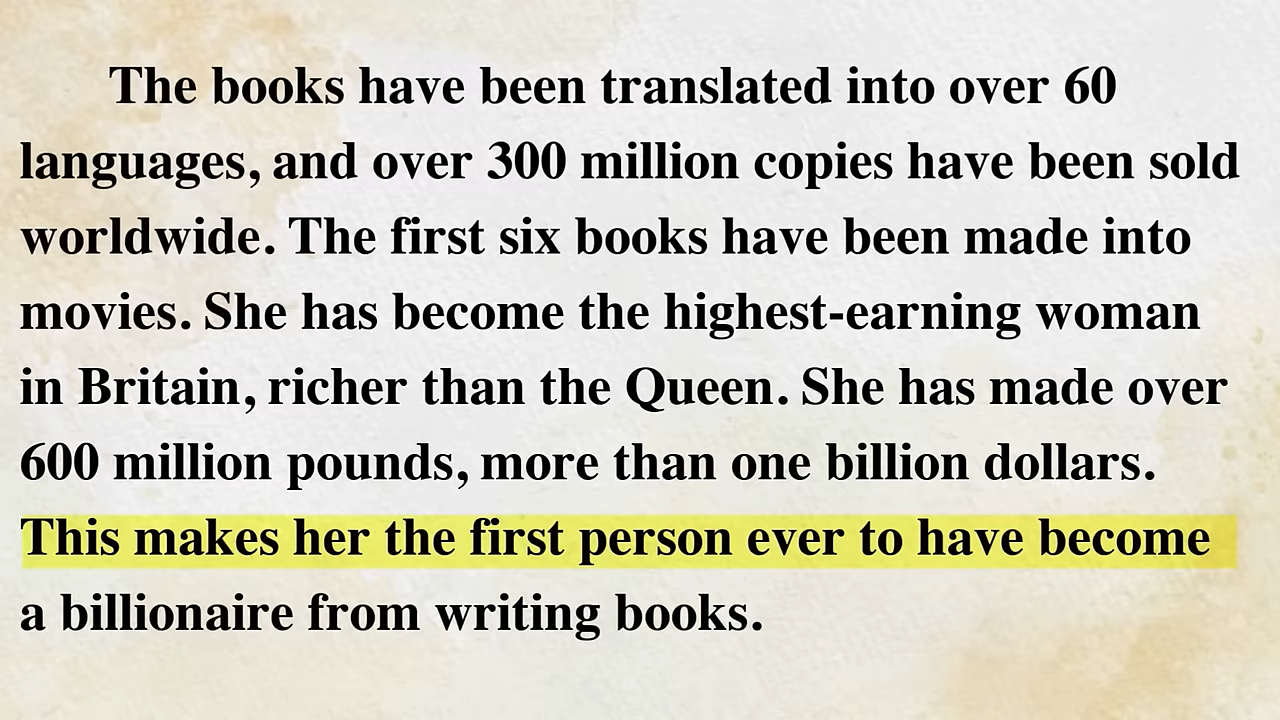 The books have been translated into over 60
languages, and over 300 million copies have been sold
worldwide. The first six books have been made into
movies. She has become the highest-earning woman
in Britain, richer than the Queen. She has made over
600 million pounds, more than one billion dollars.
This makes her the first person ever to have become
a billionaire from writing books.